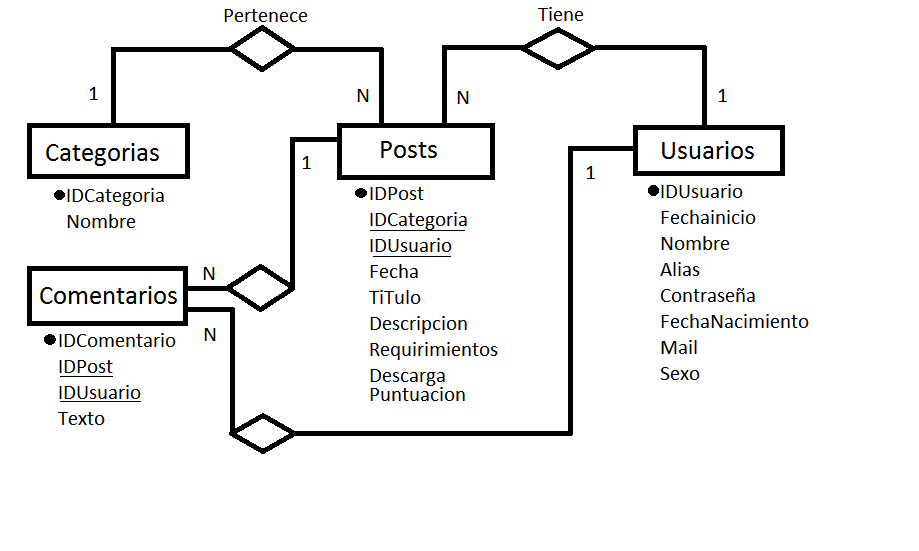 Pertenece
Tiene
1
N
N
1
Categorias
IDCategoria
Nombre
Posts
1
IDPost
IDCategoria
IDUsuario
Fecha
TiTulo
Descripcion
Requirimientos
Descarga
Puntuacion
Usuarios
1
IDUsuario
Fechainicio
Nombre
Alias
Contraseña
FechaNacimiento
Mail
Sexo
Comentarios
N
N
IDComentario
IDPost
IDUsuario
Texto